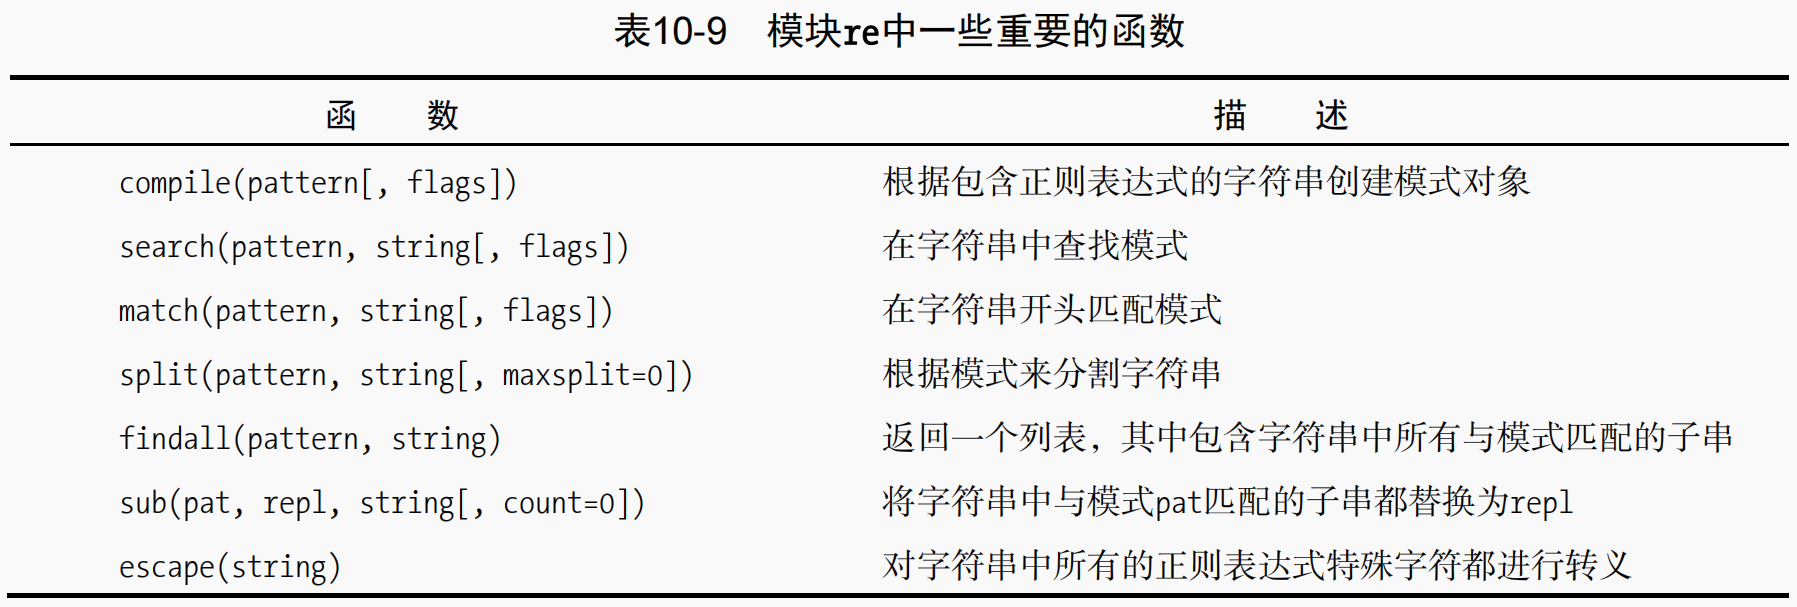 表10-9 模块re中一些重要的函数
函 数 描 述
compile(pattern[, flags]) 根据包含正则表达式的字符串创建模式对象
search(pattern, string[, flags]) 在字符串中查找模式
match(pattern, string[, flags]) 在字符串开头匹配模式
split(pattern, string[, maxsplit=0]) 根据模式来分割字符串
findall(pattern, string) 返回一个列表，其中包含字符串中所有与模式匹配的子串
sub(pat, repl, string[, count=0]) 将字符串中与模式pat匹配的子串都替换为repl
escape(string) 对字符串中所有的正则表达式特殊字符都进行转义